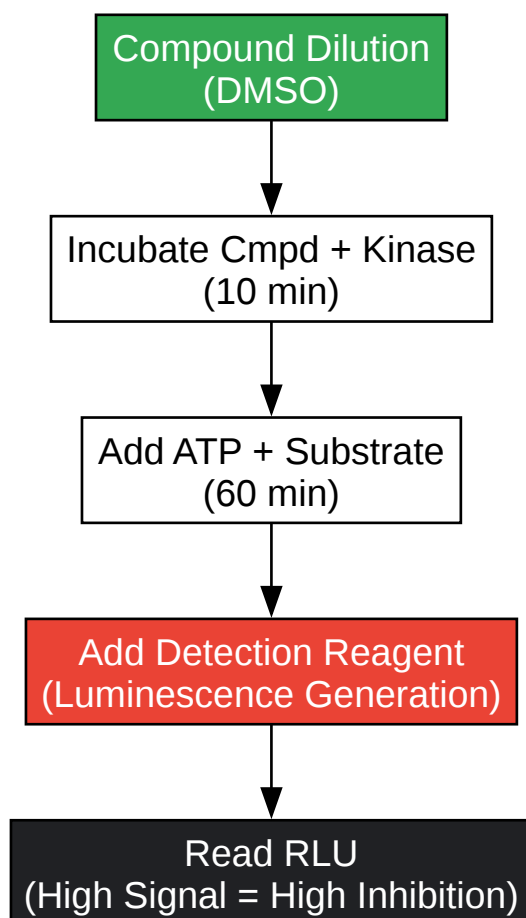 Compound Dilution
(DMSO)
Incubate Cmpd + Kinase
(10 min)
Add ATP + Substrate
(60 min)
Add Detection Reagent
(Luminescence Generation)
Read RLU
(High Signal = High Inhibition)